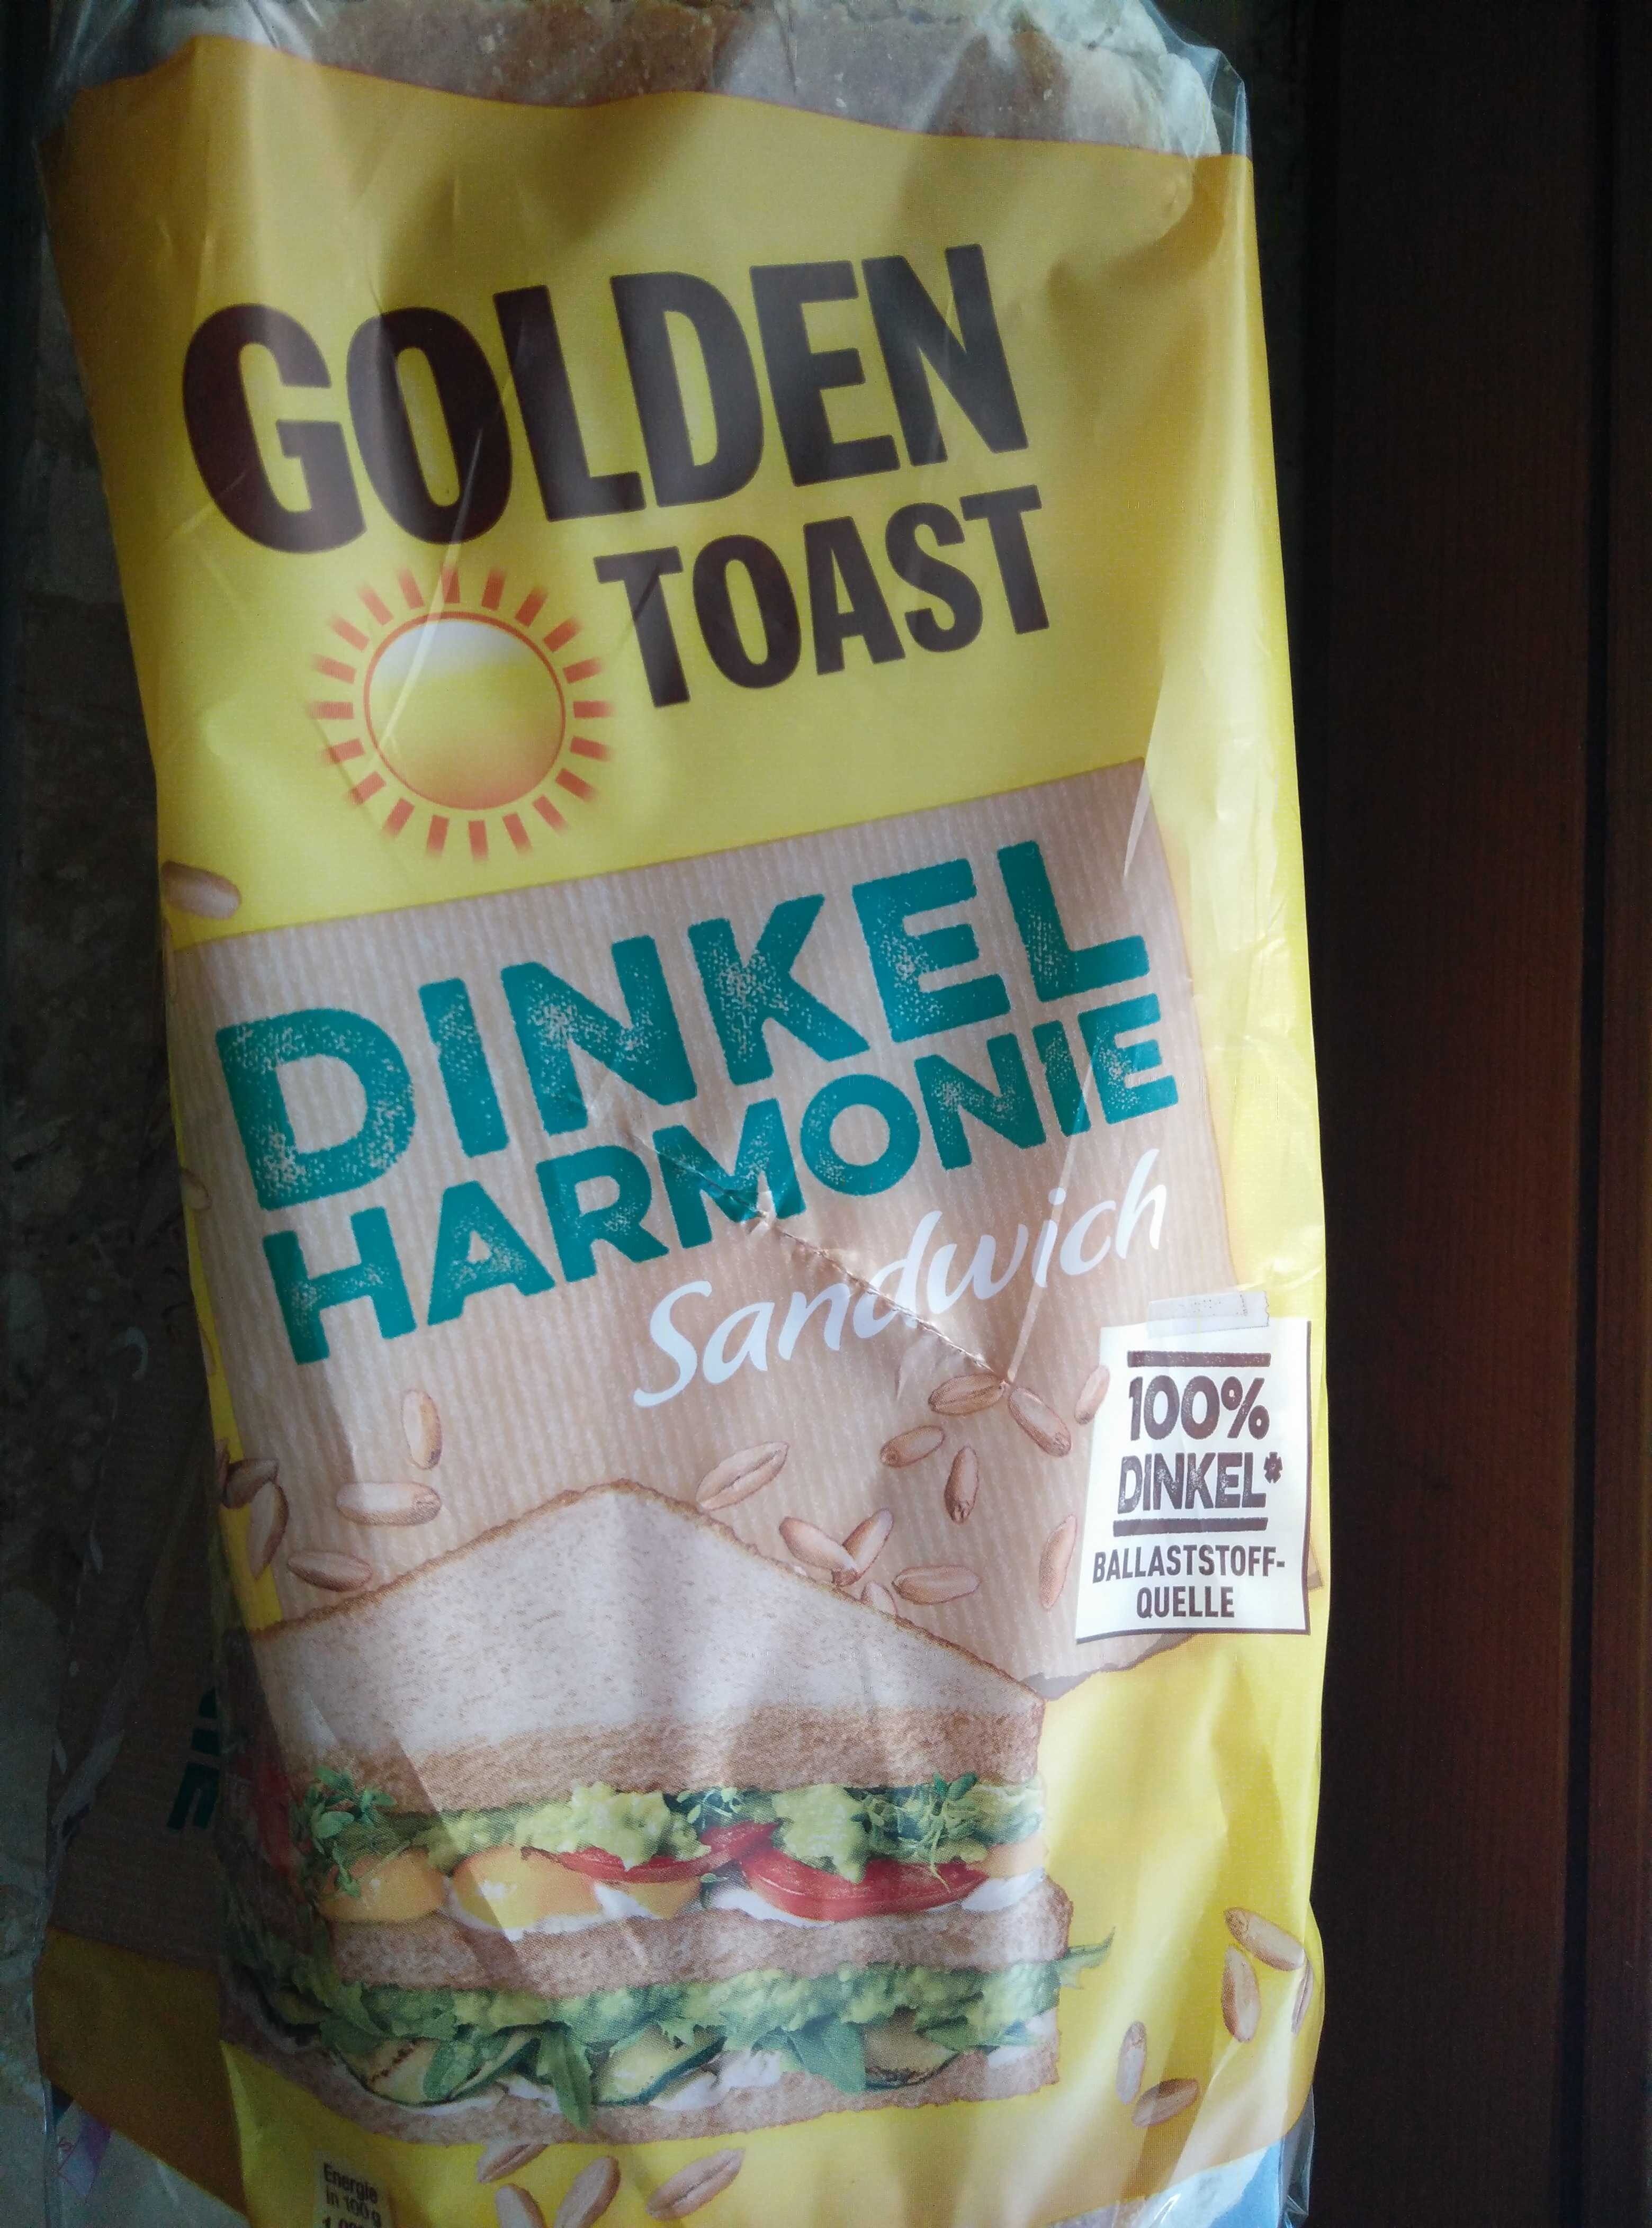 GOLDEN
TOAST
DINKEL
HARMONIE
Sandwich
100%
DINKEL*
BALLASTSTOFF-
QUELLE
Energie
in 100 g